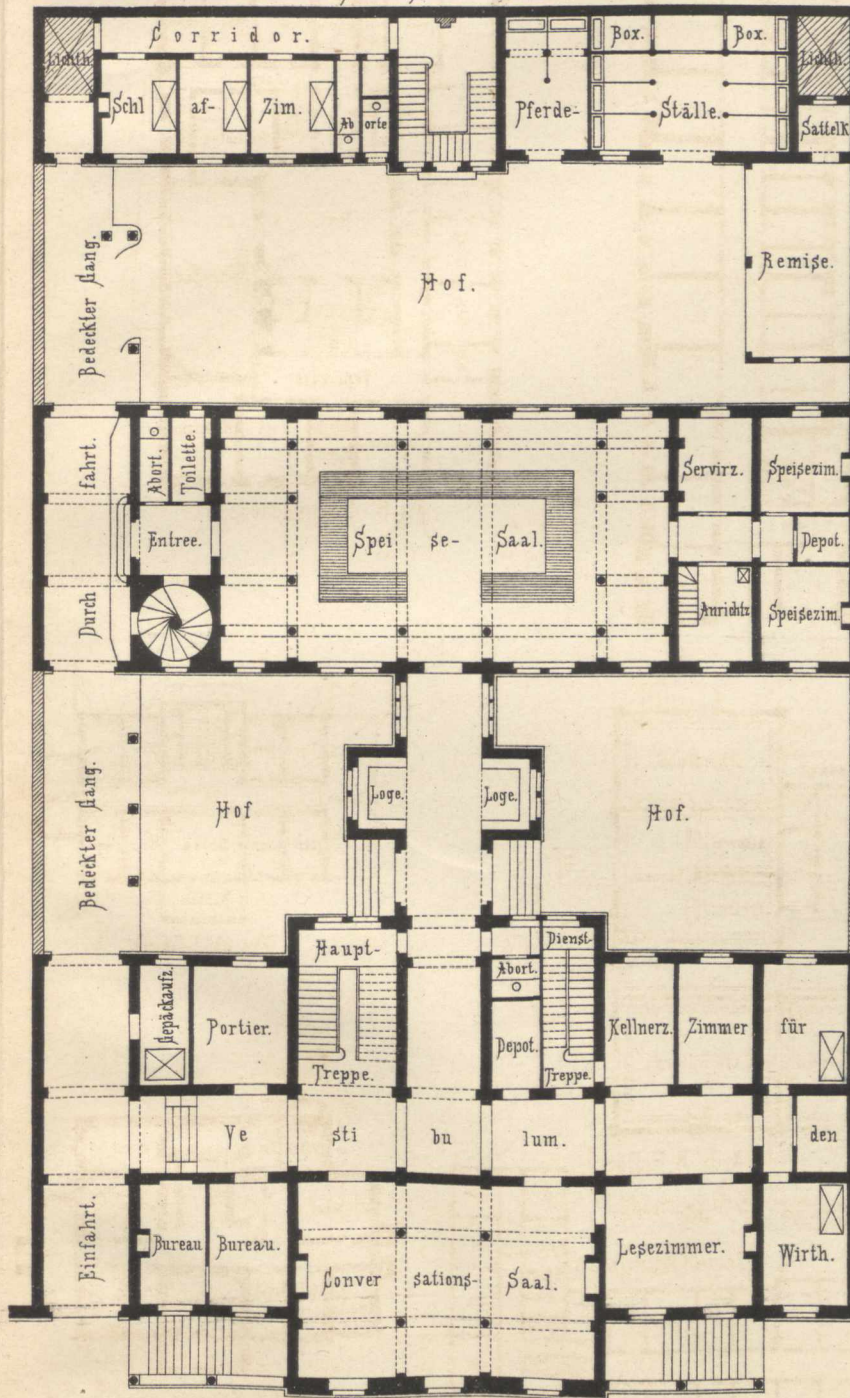 Corridor.
Box. Box.
Lichth. Lichth.
Schl af- Zim. Ab orte Pferde- Ställe. Sattelk
Bedeckter Gang. Hof. Remise.
Durch fahrt. Abort. Toilette. Servirz. Speisezim.
Entree. Spei se- Saal. Depot.
Anrichtz Speisezim.
Bedeckter Gang. Hof Loge. Loge. Hof.
Haupt- Dienst-
Abort.
Gepäckaufz. Portier. Kellnerz. Zimmer für
Depot.
Treppe. Treppe.
Ve sti bu lum. den
Einfahrt. Bureau Bureau. Conver sations- Saal. Lesezimmer. Wirth.